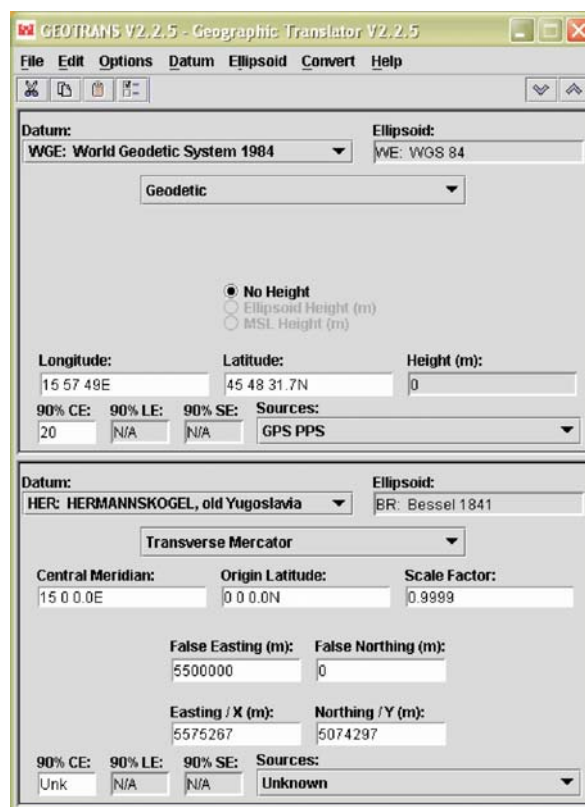 GEOTRANS V2.2.5 - Geographic Translator V2.2.5
File Edit Options Datum Ellipsoid Convert Help
Datum: Ellipsoid:
WGE: World Geodetic System 1984 WE: WGS 84
Geodetic
No Height
Ellipsoid Height (m)
MSL Height (m)
Longitude: Latitude: Height (m):
15 57 49E 45 48 31.7N 0
90% CE: 90% LE: 90% SE: Sources:
20 N/A N/A GPS PPS
Datum: Ellipsoid:
HER: HERMANNSKOGEL, old Yugoslavia BR: Bessel 1841
Transverse Mercator
Central Meridian: Origin Latitude: Scale Factor:
15 0 0.0E 0 0 0.0N 0.9999
False Easting (m): False Northing (m):
5500000 0
Easting / X (m): Northing / Y (m):
5575267 5074297
90% CE: 90% LE: 90% SE: Sources:
Unk N/A N/A Unknown